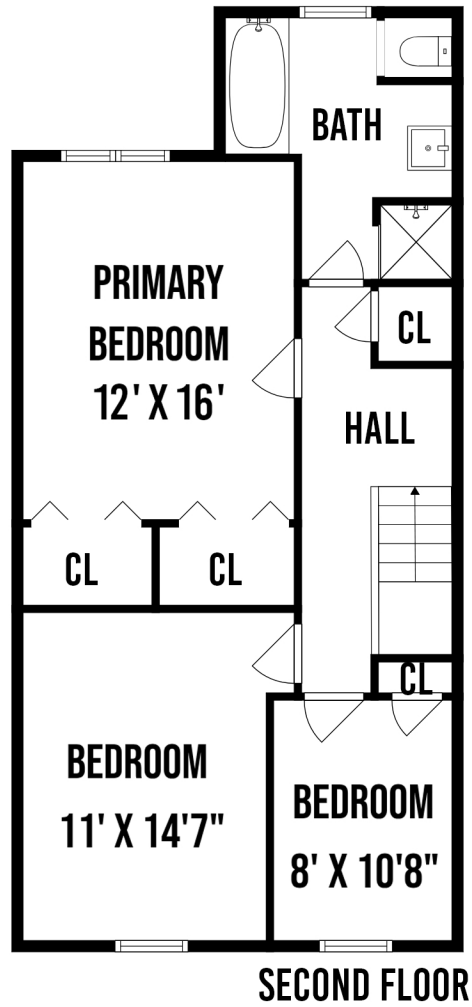 BATH
PRIMARY
BEDROOM
12' X 16'
CL
HALL
CL
CL
CL
BEDROOM
11' X 14'7"
BEDROOM
8' X 10'8"
SECOND FLOOR